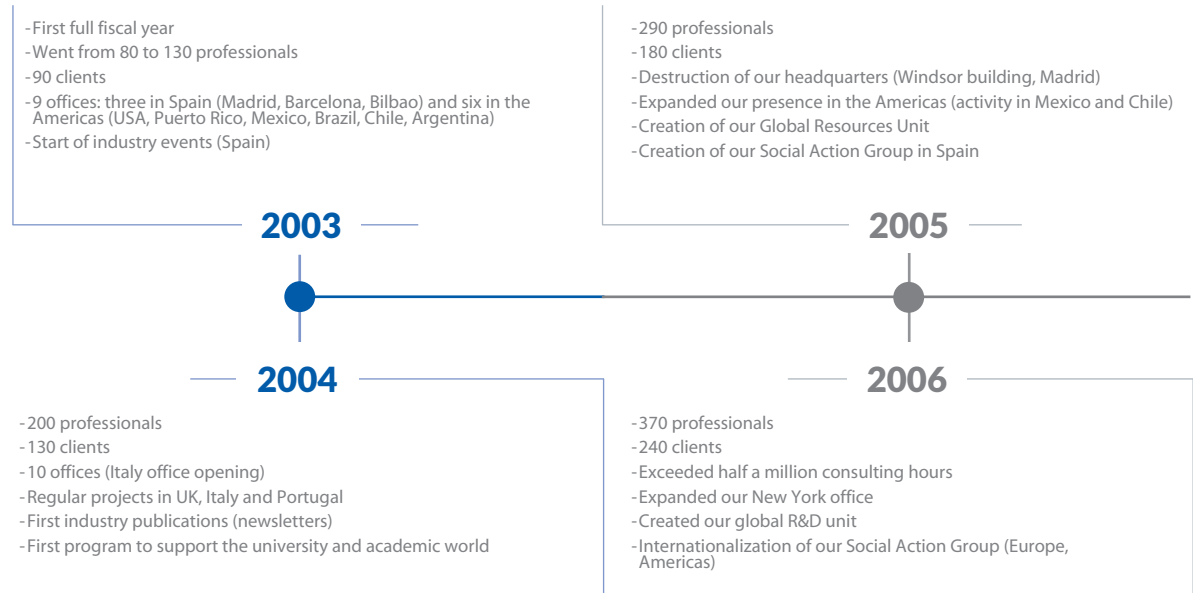 -First full fiscal year
-Went from 80 to 130 professionals
-90 clients
-9 offices: three in Spain (Madrid, Barcelona, Bilbao) and six in the
Americas (USA, Puerto Rico, Mexico, Brazil, Chile, Argentina)
-Start of industry events (Spain)
2003
-290 professionals
-180 clients
-Destruction of our headquarters (Windsor building, Madrid)
-Expanded our presence in the Americas (activity in Mexico and Chile)
-Creation of our Global Resources Unit
-Creation of our Social Action Group in Spain
2005
2004
-200 professionals
-130 clients
-10 offices (Italy office opening)
-Regular projects in UK, Italy and Portugal
-First industry publications (newsletters)
-First program to support the university and academic world
2006
-370 professionals
-240 clients
-Exceeded half a million consulting hours
-Expanded our New York office
-Created our global R&D unit
-Internationalization of our Social Action Group (Europe,
Americas)